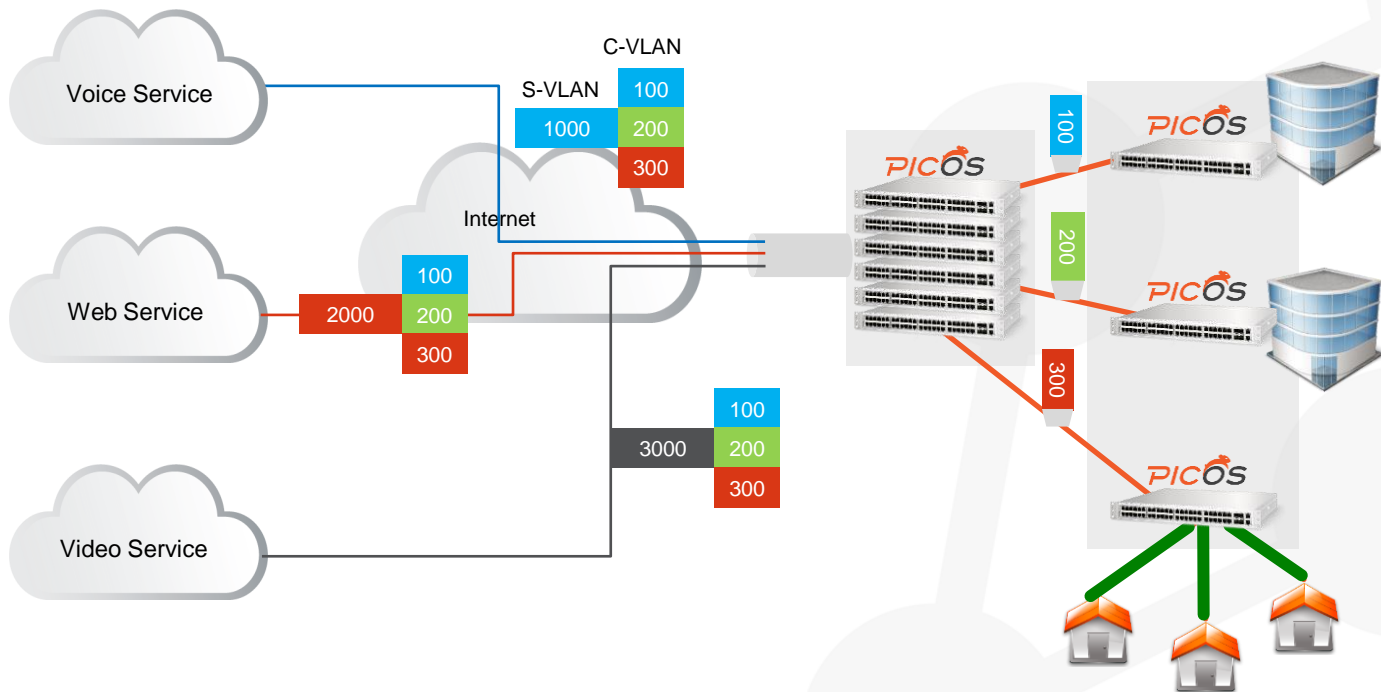 C-VLAN
Voice Service
S-VLAN
100
1000
200
300
Internet
Web Service
100
2000
200
300
100
3000
200
300
Video Service
PICOS
100
PICOS
200
PICOS
300
PICOS